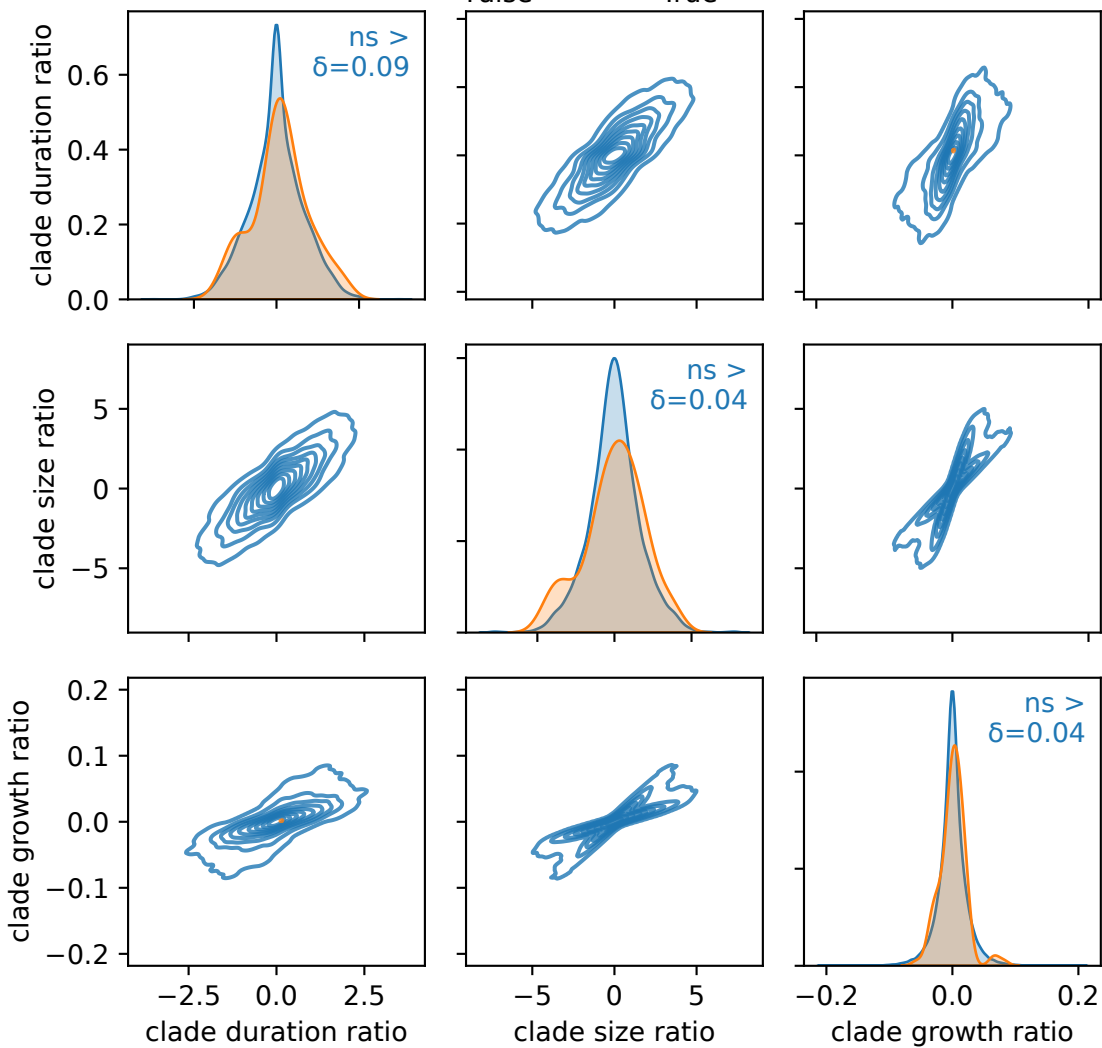 clade duration ratio
0.6
0.4
0.2
0.0
ns >
δ=0.09
clade size ratio
5
0
−5
ns >
δ=0.04
clade growth ratio
0.2
0.1
0.0
−0.1
−0.2
ns >
δ=0.04
−2.5 0.0 2.5
−5 0 5
−0.2 0.0 0.2
clade duration ratio
clade size ratio
clade growth ratio